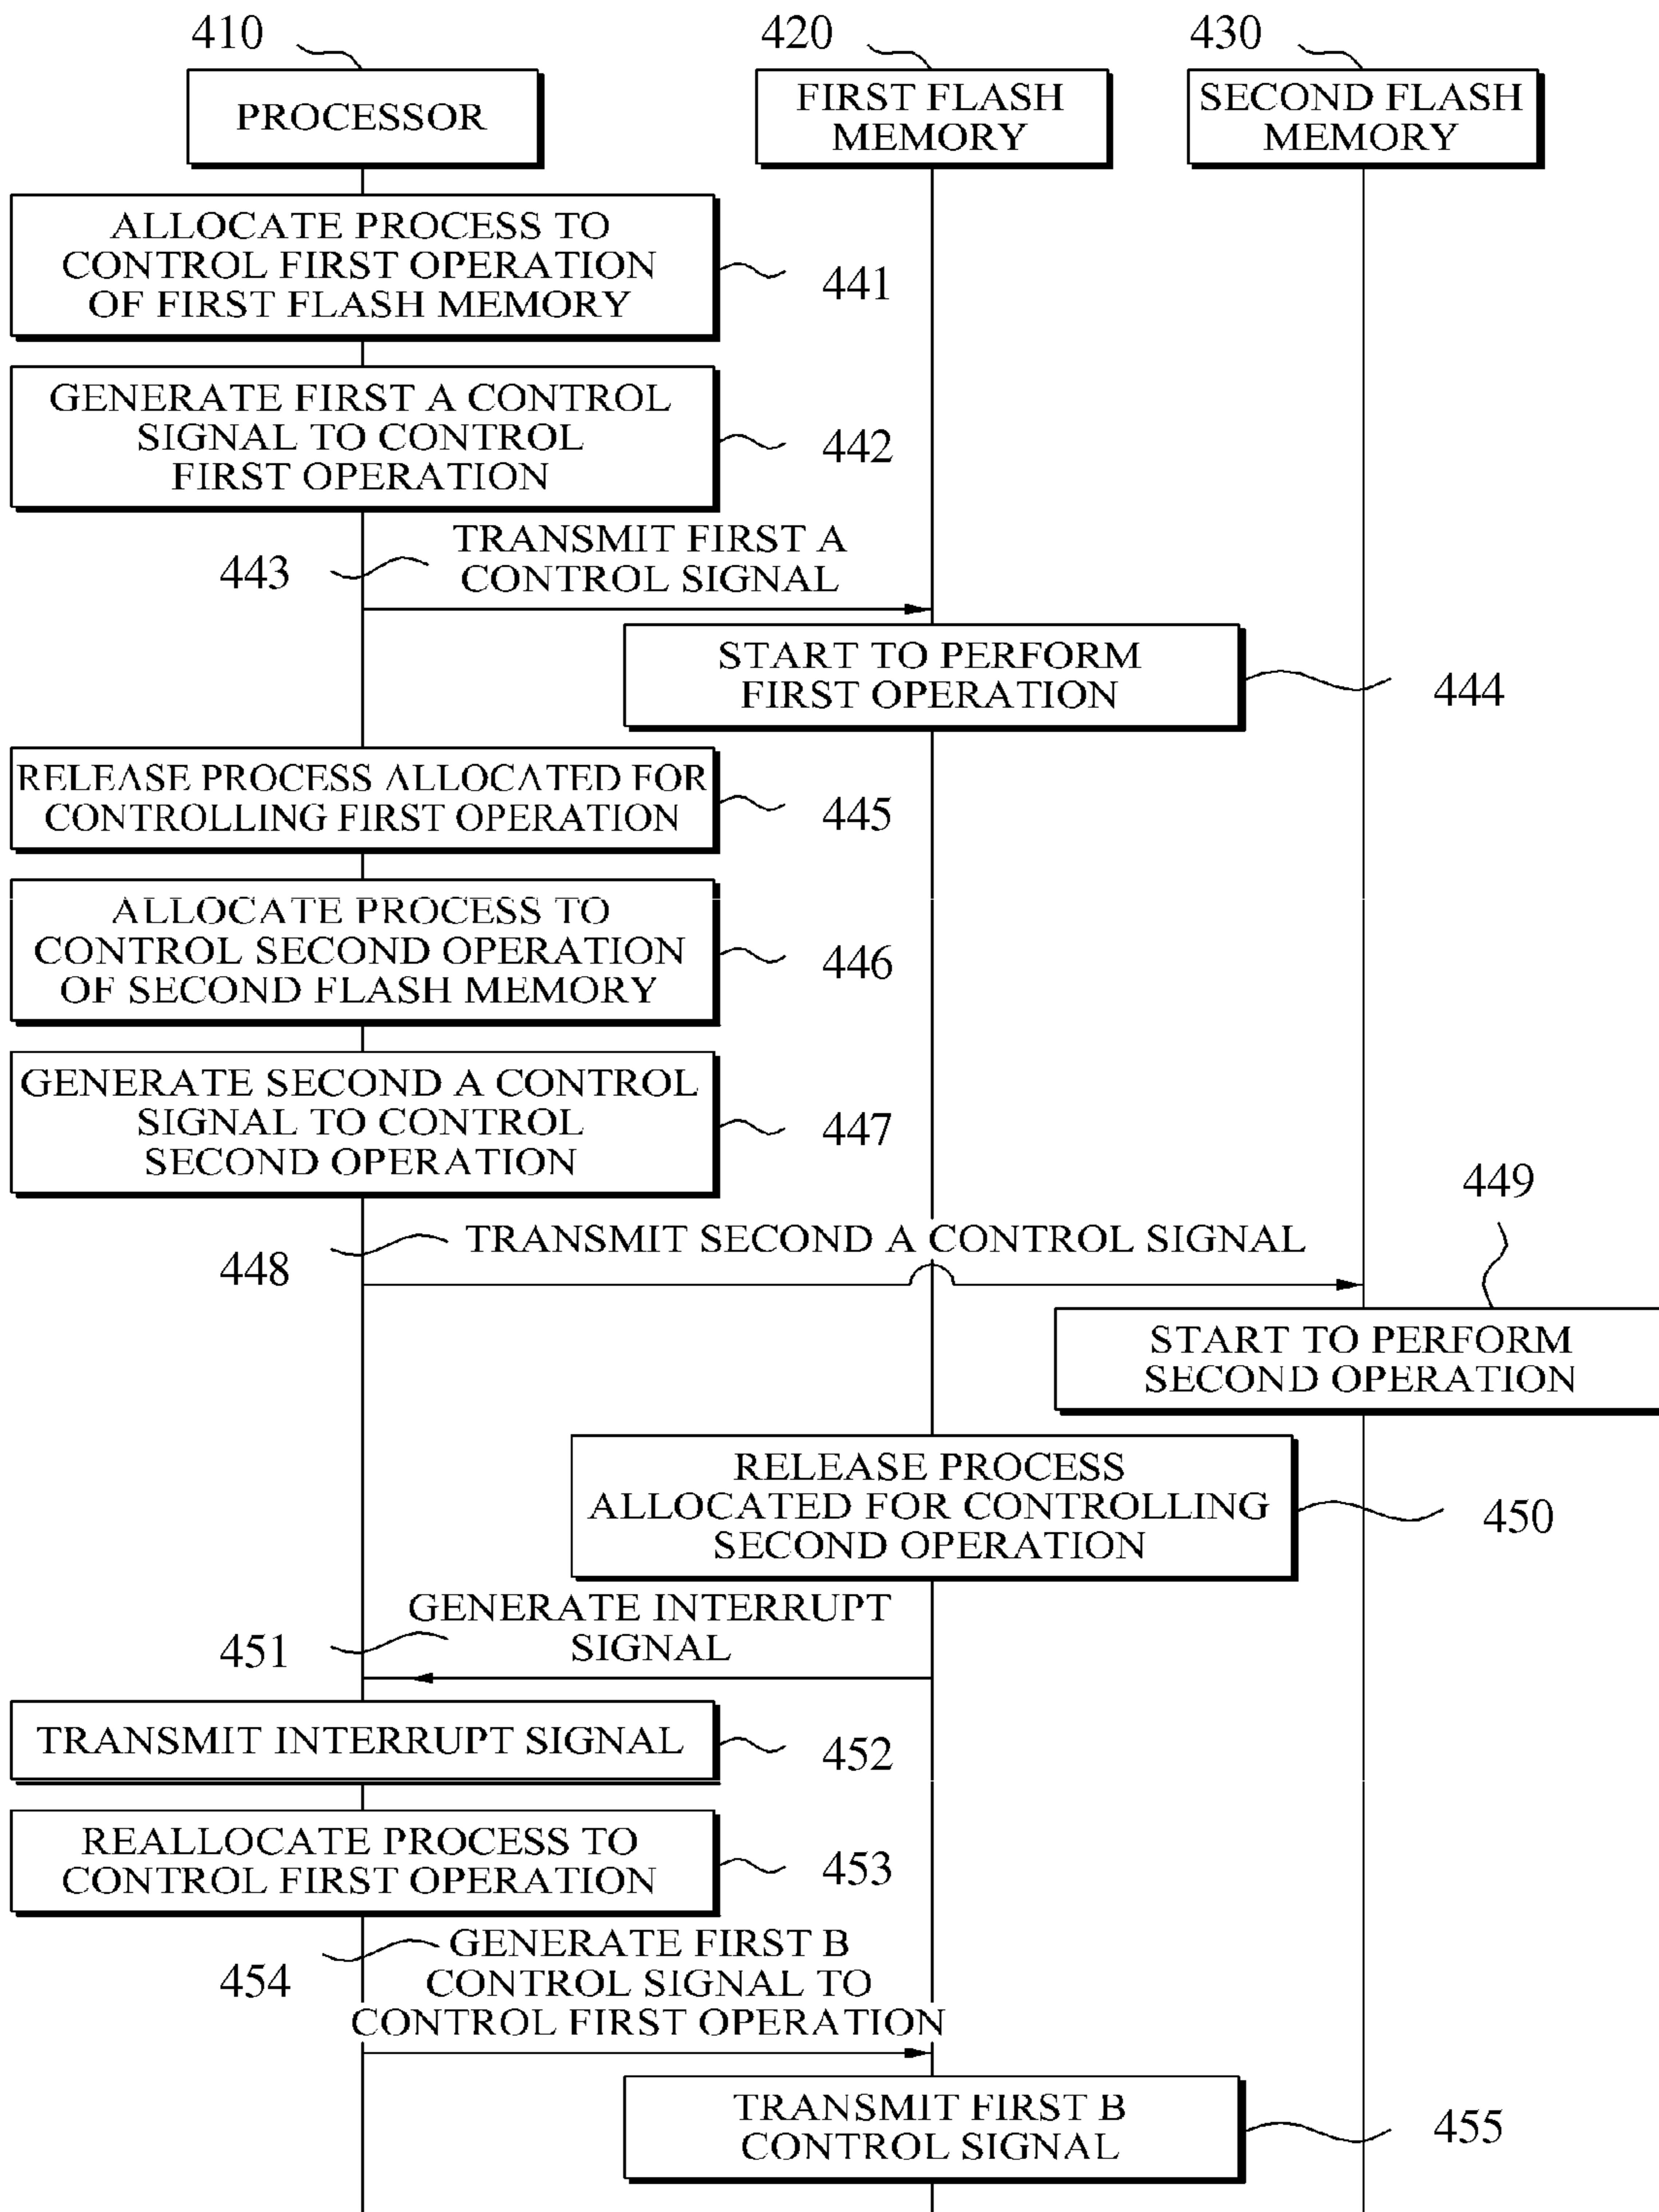 410
420
430
PROCESSOR
FIRST FLASH
MEMORY
SECOND FLASH
MEMORY
ALLOCATE PROCESS TO
CONTROL FIRST OPERATION
OF FIRST FLASH MEMORY
441
GENERATE FIRST A CONTROL
SIGNAL TO CONTROL
FIRST OPERATION
442
443
TRANSMIT FIRST A
CONTROL SIGNAL
START TO PERFORM
FIRST OPERATION
444
RELEASE PROCESS ALLOCATED FOR
CONTROLLING FIRST OPERATION
445
ALLOCATE PROCESS TO
CONTROL SECOND OPERATION
OF SECOND FLASH MEMORY
446
GENERATE SECOND A CONTROL
SIGNAL TO CONTROL
SECOND OPERATION
447
448
TRANSMIT SECOND A CONTROL SIGNAL
449
START TO PERFORM
SECOND OPERATION
RELEASE PROCESS
ALLOCATED FOR CONTROLLING
SECOND OPERATION
450
451
GENERATE INTERRUPT
SIGNAL
TRANSMIT INTERRUPT SIGNAL
452
REALLOCATE PROCESS TO
CONTROL FIRST OPERATION
453
454
GENERATE FIRST B
CONTROL SIGNAL TO
CONTROL FIRST OPERATION
TRANSMIT FIRST B
CONTROL SIGNAL
455